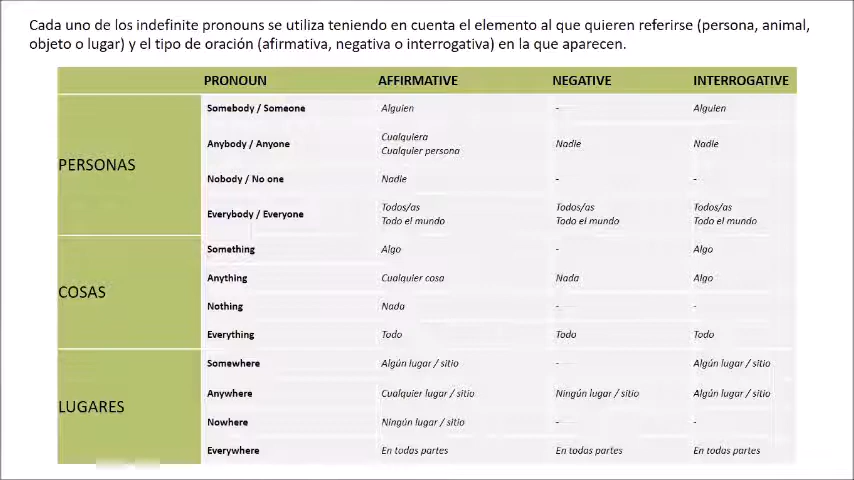 Cada uno de los indefinite pronouns se utiliza teniendo en cuenta el elemento al que quieren referirse (persona, animal,
objeto o lugar) y el tipo de oración (afirmativa, negativa o interrogativa) en la que aparecen.
PRONOUN AFFIRMATIVE NEGATIVE INTERROGATIVE
PERSONAS
Somebody / Someone Alguien - Alguien
Anybody / Anyone Cualquiera Nadie Nadie
Cualquier persona
Nobody / No one Nadie - -
Everybody / Everyone Todos/as Todos/as Todos/as
Todo el mundo Todo el mundo Todo el mundo
COSAS
Something Algo - Algo
Anything Cualquier cosa Nada Algo
Nothing Nada - -
Everything Todo Todo Todo
LUGARES
Somewhere Algún lugar / sitio - Algún lugar / sitio
Anywhere Cualquier lugar / sitio Ningún lugar / sitio Algún lugar / sitio
Nowhere Ningún lugar / sitio - -
Everywhere En todas partes En todas partes En todas partes